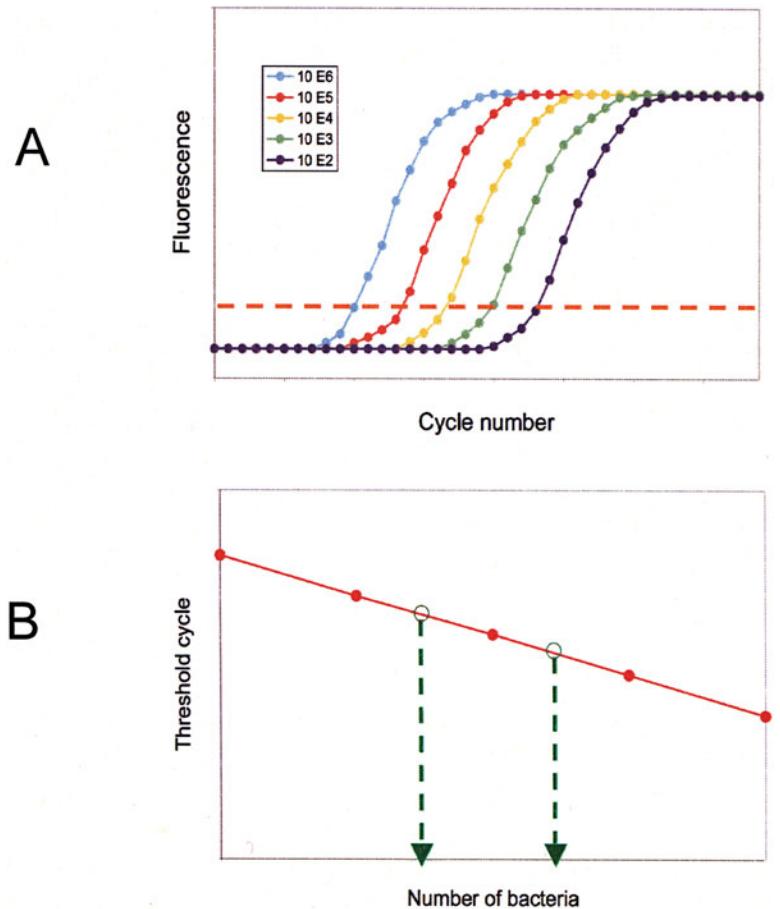 A
Fluorescence
10 E6
10 E5
10 E4
10 E3
10 E2
Cycle number
B
Threshold cycle
Number of bacteria